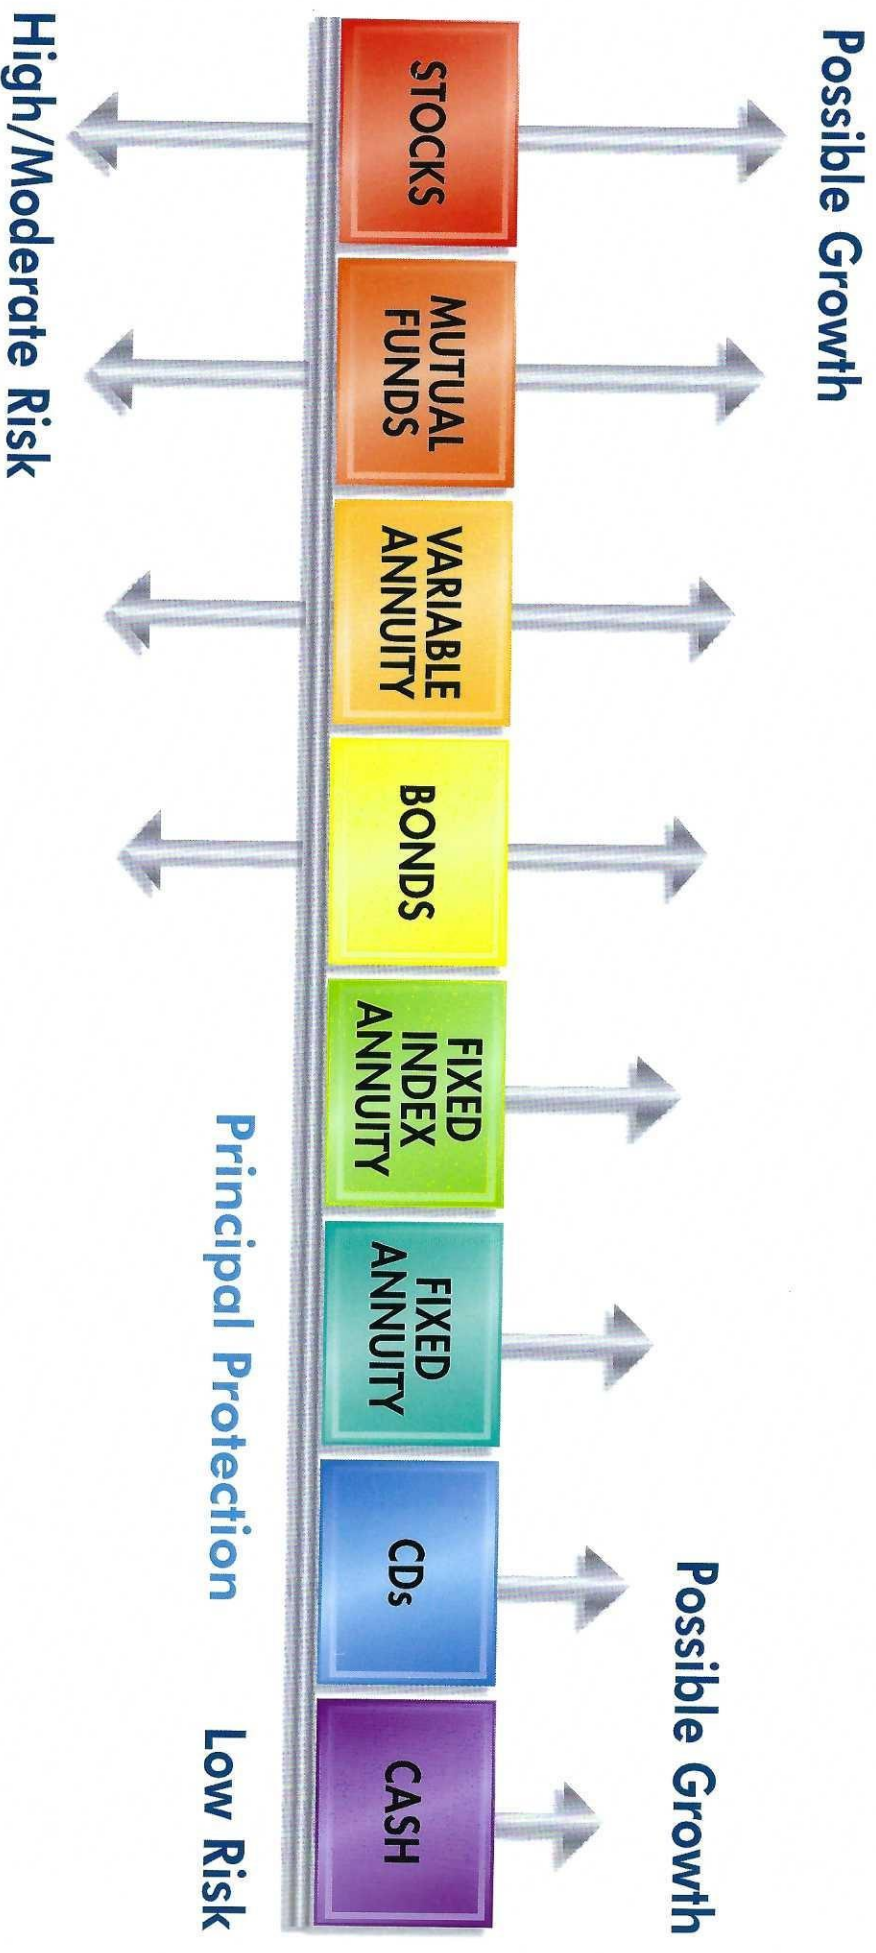 Possible Growth
Possible Growth
STOCKS
MUTUAL
FUNDS
VARIABLE
ANNUITY
BONDS
FIXED
INDEX
ANNUITY
FIXED
ANNUITY
CDs
CASH
Principal Protection
Low Risk
High/Moderate Risk